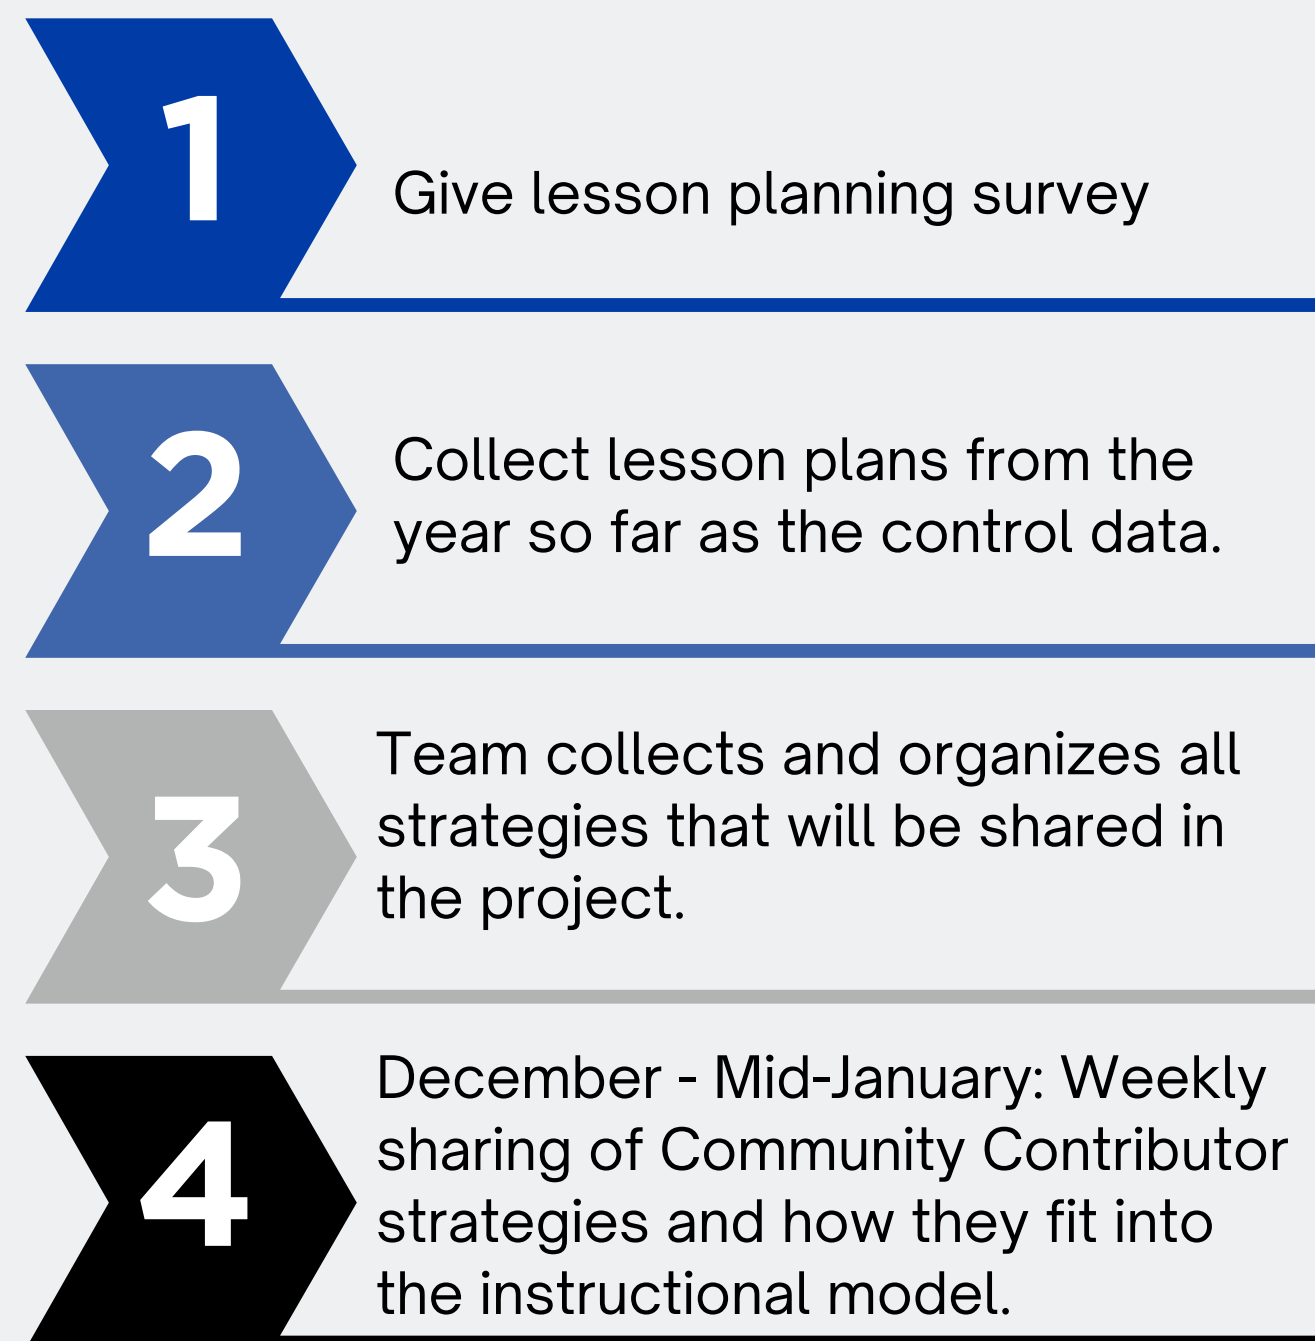 1
Give lesson planning survey
2
Collect lesson plans from the
year so far as the control data.
3
Team collects and organizes all
strategies that will be shared in
the project.
4
December - Mid-January: Weekly
sharing of Community Contributor
strategies and how they fit into
the instructional model.